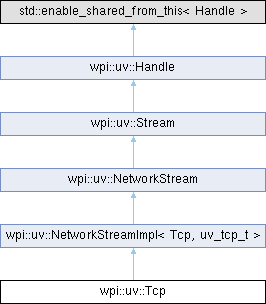 std::enable_shared_from_this< Handle >
wpi::uv::Handle
wpi::uv::Stream
wpi::uv::NetworkStream
wpi::uv::NetworkStreamImpl< Tcp, uv_tcp_t >
wpi::uv::Tcp